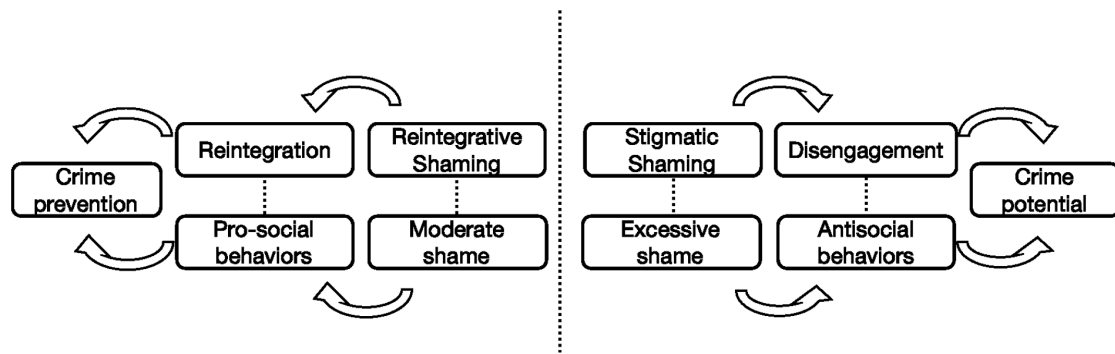 Reintegration
Reintegrative
Shaming
Stigmatic
Shaming
Disengagement
Crime
prevention
Crime
potential
Pro-social
behaviors
Moderate
shame
Excessive
shame
Antisocial
behaviors